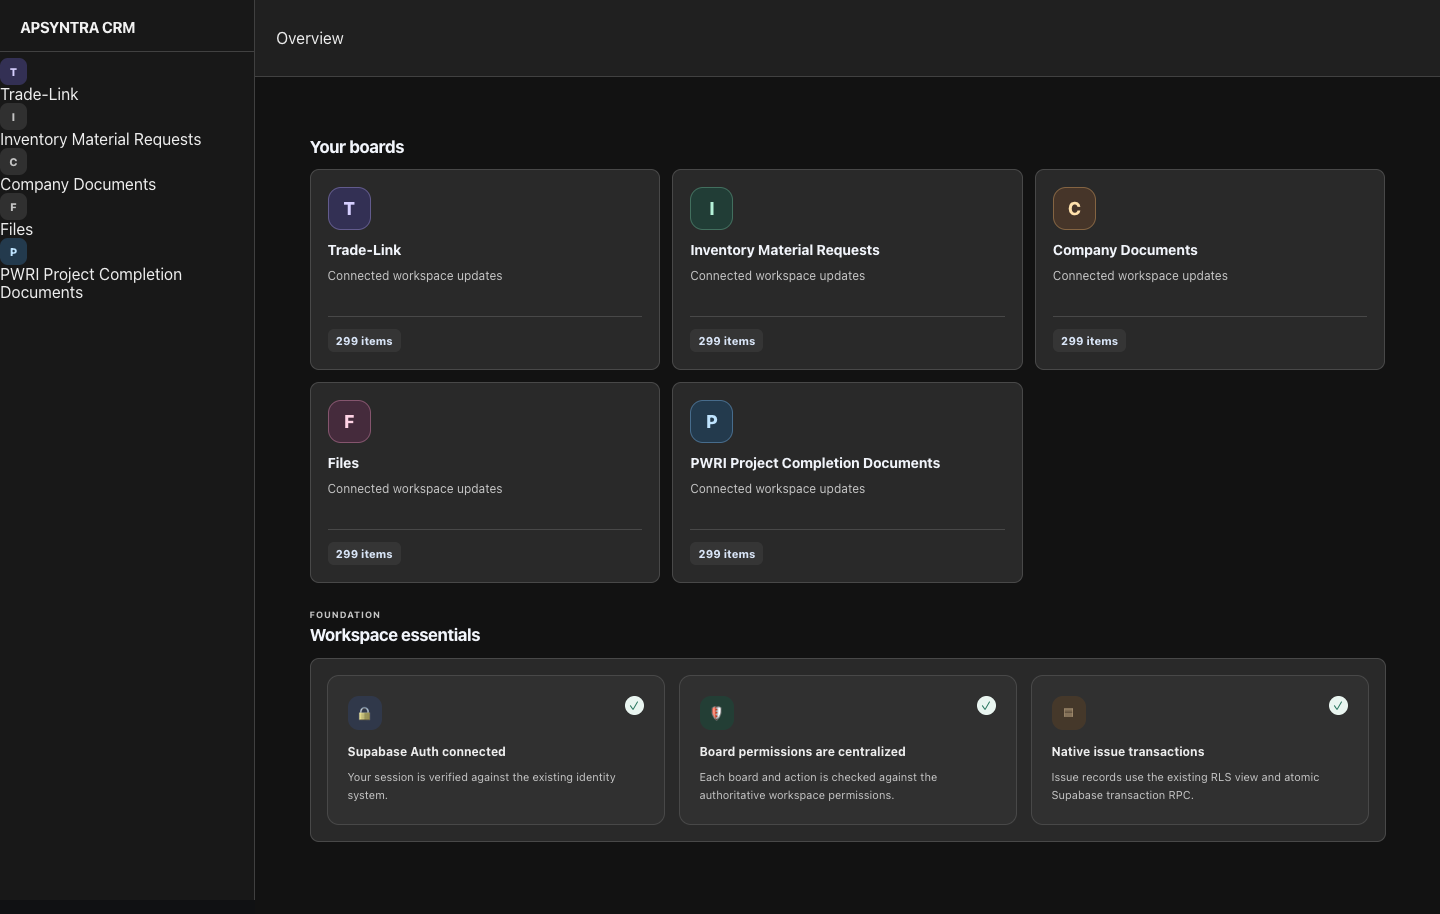 APSYNTRA CRM
T
Trade-Link
I
Inventory Material Requests
C
Company Documents
F
Files
P
PWRI Project Completion
Documents
Overview
Your boards
T
Trade-Link
Connected workspace updates
299 items
I
Inventory Material Requests
Connected workspace updates
299 items
C
Company Documents
Connected workspace updates
299 items
F
Files
Connected workspace updates
299 items
P
PWRI Project Completion Documents
Connected workspace updates
299 items
FOUNDATION
Workspace essentials
Supabase Auth connected
Your session is verified against the existing identity
system.
Board permissions are centralized
Each board and action is checked against the
authoritative workspace permissions.
Native issue transactions
Issue records use the existing RLS view and atomic
Supabase transaction RPC.